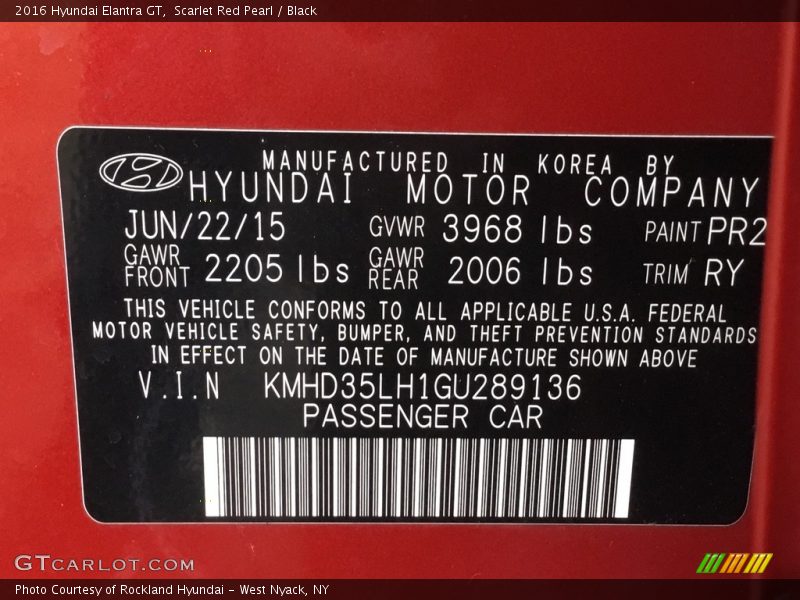 2016 Hyundai Elantra GT, Scarlet Red Pearl / Black
MANUFACTURED IN KOREA BY
HYUNDAI MOTOR COMPANY
JUN/22/15 GVWR 3968 lbs PAINT PR2
GAWR FRONT 2205 lbs GAWR REAR 2006 lbs TRIM RY
THIS VEHICLE CONFORMS TO ALL APPLICABLE U.S.A. FEDERAL
MOTOR VEHICLE SAFETY, BUMPER, AND THEFT PREVENTION STANDARDS
IN EFFECT ON THE DATE OF MANUFACTURE SHOWN ABOVE
V.I.N KMHD35LH1GU289136
PASSENGER CAR
GTCARLOT.COM
Photo Courtesy of Rockland Hyundai - West Nyack, NY